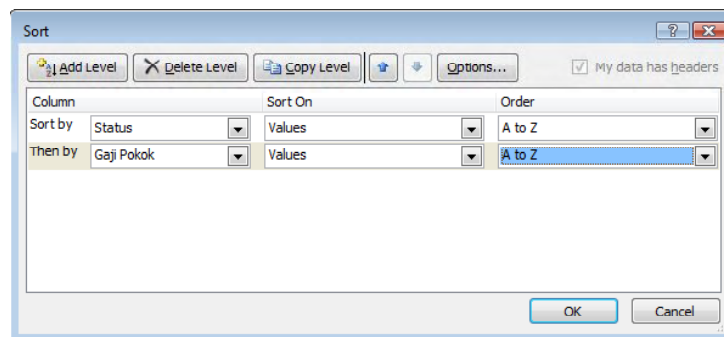 Sort
Add Level Delete Level Copy Level Options... My data has headers
Column Sort On Order
Sort by Status Values A to Z
Then by Gaji Pokok Values A to Z
OK Cancel